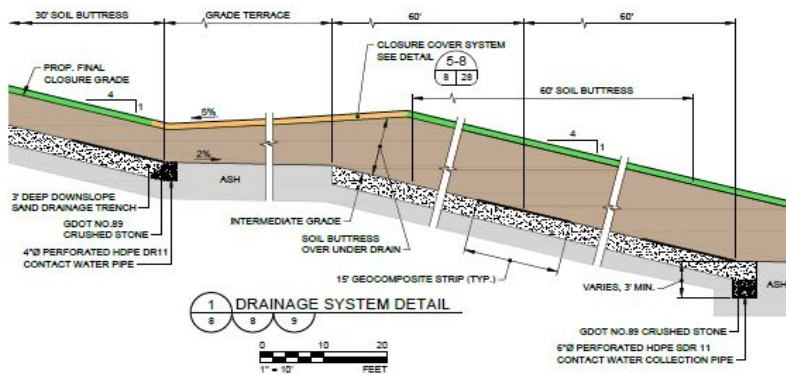 30' SOIL BUTTRESS
GRADE TERRACE
60'
60'
CLOSURE COVER SYSTEM
SEE DETAIL
5-8
8 28
PROP. FINAL
CLOSURE GRADE
4
1
5%
60' SOIL BUTTRESS
4
1
2%
ASH
3' DEEP DOWNSLOPE
SAND DRAINAGE TRENCH
GDOT NO.89
CRUSHED STONE
4"Ø PERFORATED HDPE DR11
CONTACT WATER PIPE
INTERMEDIATE GRADE
SOIL BUTTRESS
OVER UNDER DRAIN
15' GEOCOMPOSITE STRIP (TYP.)
VARIES, 3' MIN.
ASH
GDOT NO.89 CRUSHED STONE
6"Ø PERFORATED HDPE SDR 11
CONTACT WATER COLLECTION PIPE
1 DRAINAGE SYSTEM DETAIL
8 8 9
0 10 20
1" = 10' FEET